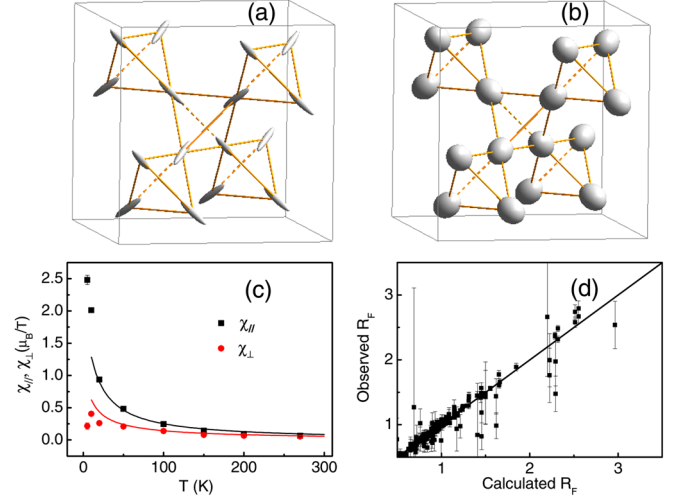 (a)
(b)
(c)
χ//
χ⊥
χ//, χ⊥(μB/T)
2.5
2.0
1.5
1.0
0.5
0.0
0 50 100 150 200 250 300
T (K)
(d)
Observed RF
3
2
1
1 2 3
Calculated RF